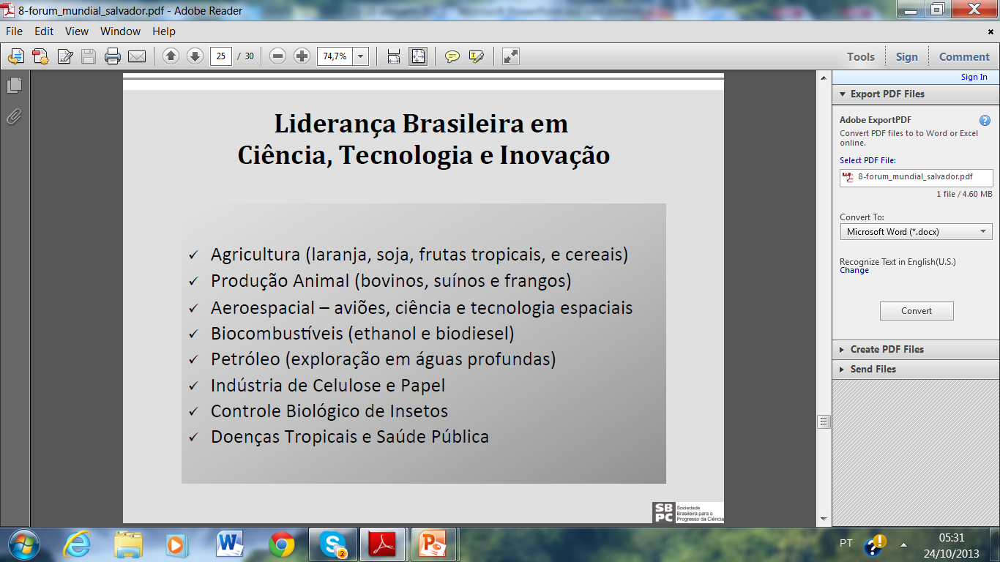 8-forum_mundial_salvador.pdf - Adobe Reader
File Edit View Window Help
25 / 30 74,7% Tools Sign Comment
Sign In
Export PDF Files
Adobe ExportPDF
Convert PDF files to to Word or Excel
online.
Select PDF File:
8-forum_mundial_salvador.pdf
1 file / 4.60 MB
Convert To:
Microsoft Word (*.docx)
Recognize Text in English(U.S.)
Change
Convert
Create PDF Files
Send Files
Liderança Brasileira em
Ciência, Tecnologia e Inovação
Agricultura (laranja, soja, frutas tropicais, e cereais)
Produção Animal (bovinos, suínos e frangos)
Aeroespacial – aviões, ciência e tecnologia espaciais
Biocombustíveis (ethanol e biodiesel)
Petróleo (exploração em águas profundas)
Indústria de Celulose e Papel
Controle Biológico de Insetos
Doenças Tropicais e Saúde Pública
SB
PC
Sociedade
Brasileira para o
Progresso da Ciência
2
PT
05:31
24/10/2013